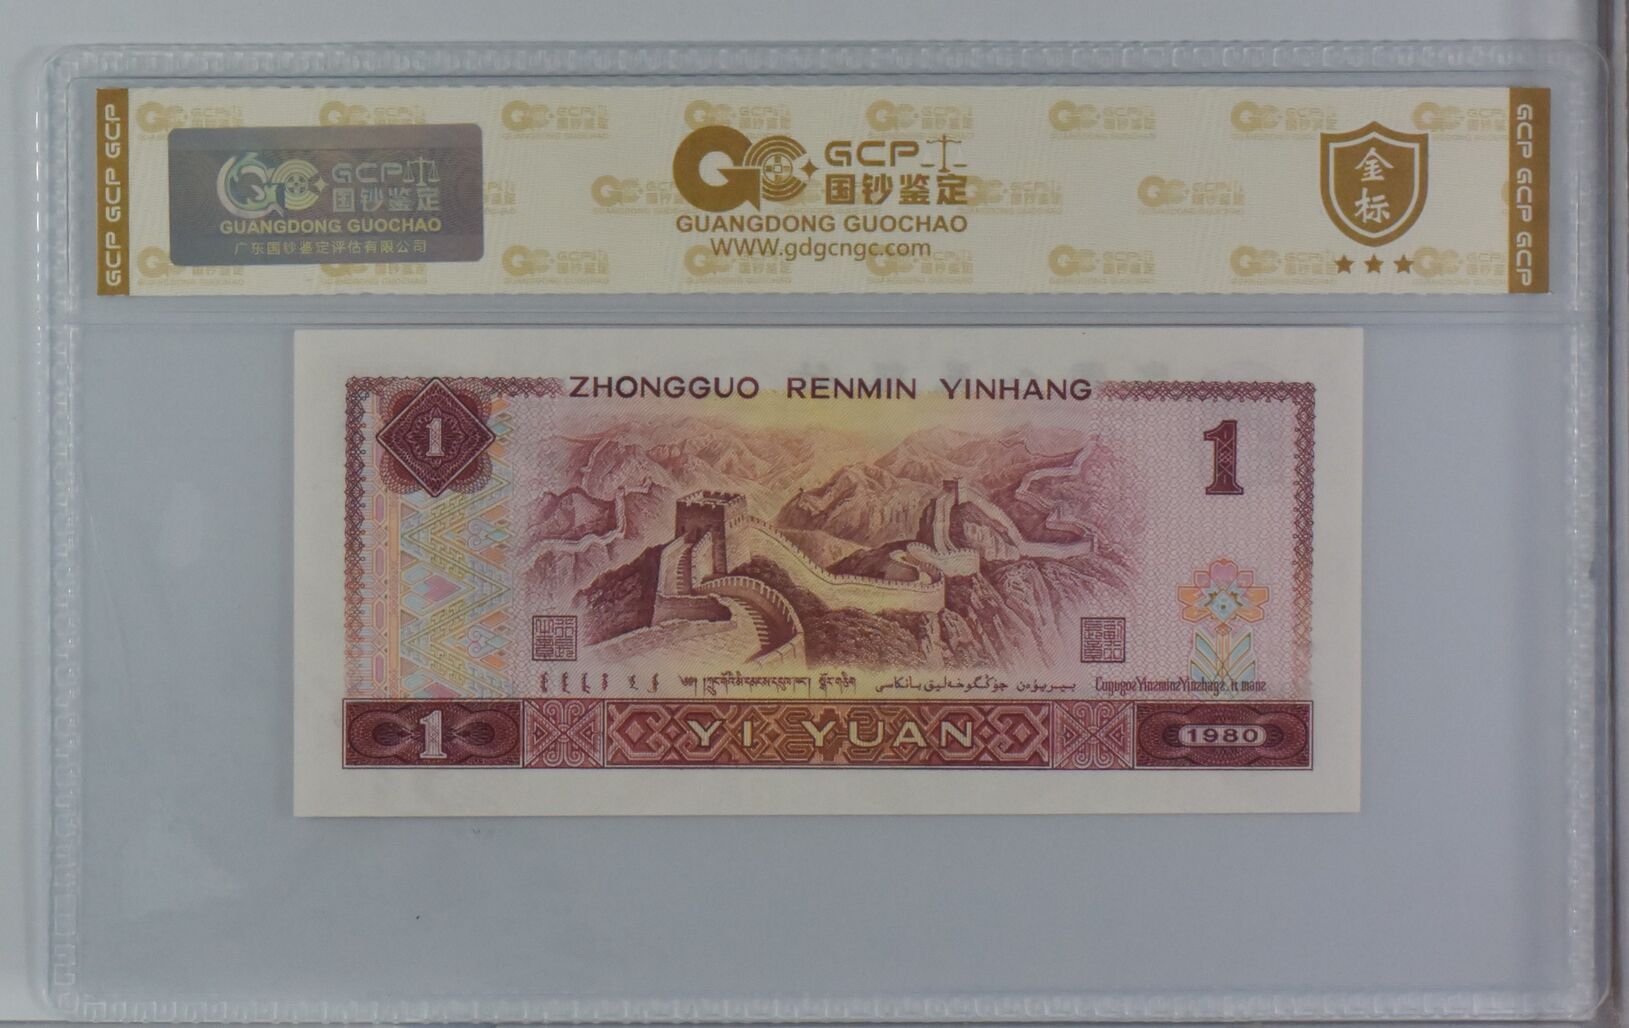 GCP GCP GCP
GCP
国钞鉴定
GUANGDONG GUOCHAO
广东国钞鉴定评估有限公司
GCP
国钞鉴定
GUANGDONG GUOCHAO
WWW.gdgcngc.com
金标
GCP GCP GCP
ZHONGGUO RENMIN YINHANG
1
1
YI YUAN
1
1980